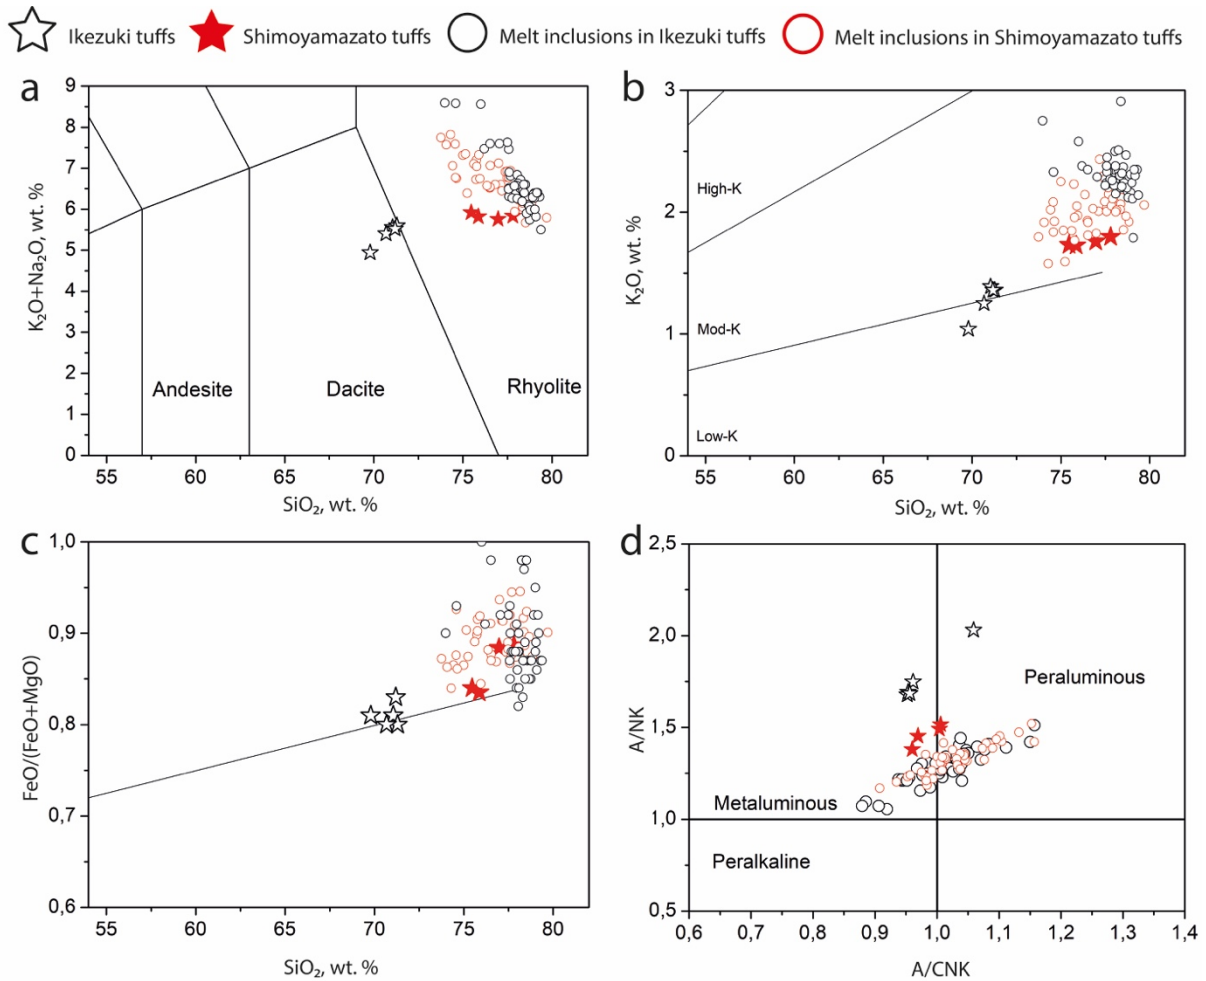 Ikezuki tuffs Shimoyamazato tuffs Melt inclusions in Ikezuki tuffs Melt inclusions in Shimoyamazato tuffs
a
9
8
7
6
5
4
3
2
1
0
K₂O+Na₂O, wt. %
Andesite Dacite Rhyolite
55 60 65 70 75 80
SiO₂, wt. %
b
3
2
1
0
K₂O, wt. %
High-K
Mod-K
Low-K
55 60 65 70 75 80
SiO₂, wt. %
c
1,0
0,9
0,8
0,7
0,6
FeO/(FeO+MgO)
55 60 65 70 75 80
SiO₂, wt. %
d
2,5
2,0
1,5
1,0
0,5
A/NK
Peraluminous
Metaluminous
Peralkaline
0,6 0,7 0,8 0,9 1,0 1,1 1,2 1,3 1,4
A/CNK